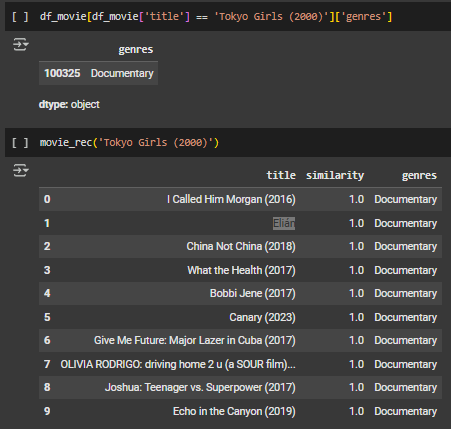 [ ] df_movie[df_movie['title'] == 'Tokyo Girls (2000)']['genres']
genres
100325 Documentary
dtype: object
[ ] movie_rec('Tokyo Girls (2000)')
title similarity genres
0 I Called Him Morgan (2016) 1.0 Documentary
1 Elián 1.0 Documentary
2 China Not China (2018) 1.0 Documentary
3 What the Health (2017) 1.0 Documentary
4 Bobbi Jene (2017) 1.0 Documentary
5 Canary (2023) 1.0 Documentary
6 Give Me Future: Major Lazer in Cuba (2017) 1.0 Documentary
7 OLIVIA RODRIGO: driving home 2 u (a SOUR film)... 1.0 Documentary
8 Joshua: Teenager vs. Superpower (2017) 1.0 Documentary
9 Echo in the Canyon (2019) 1.0 Documentary